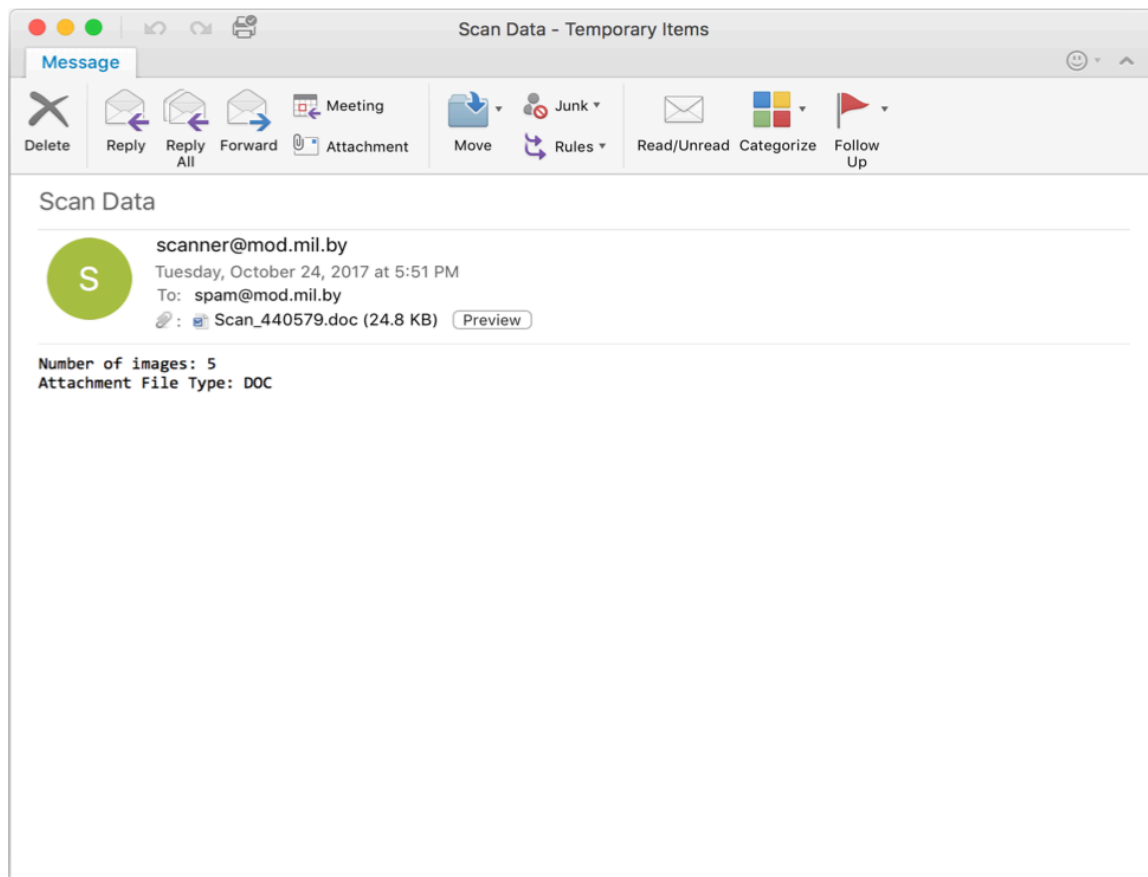 Scan Data - Temporary Items
Message
Delete
Reply
Reply All
Forward
Meeting
Attachment
Move
Junk
Rules
Read/Unread
Categorize
Follow Up
Scan Data
S
scanner@mod.mil.by
Tuesday, October 24, 2017 at 5:51 PM
To: spam@mod.mil.by
: Scan_440579.doc (24.8 KB) Preview
Number of images: 5
Attachment File Type: DOC